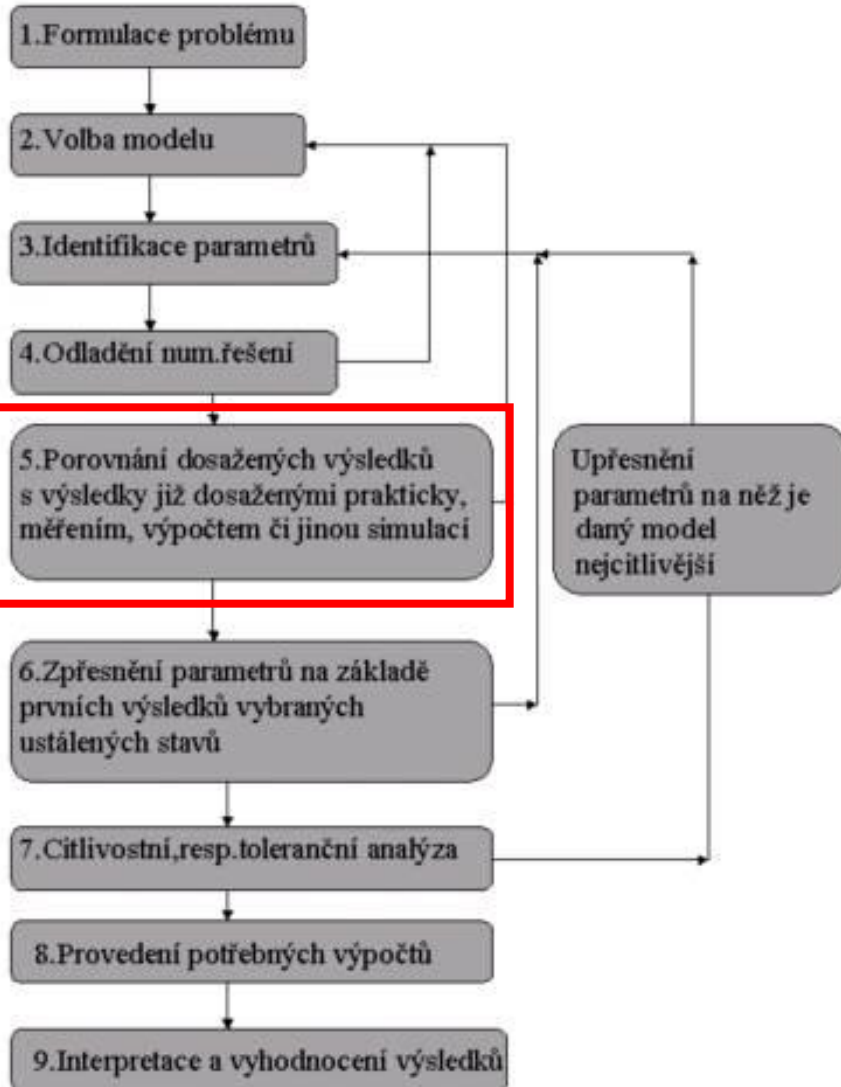 1.Formulace problému
2.Volba modelu
3.Identifikace parametrů
4.Odladění num.řešení
5.Porovnání dosažených výsledků
s výsledky již dosaženými prakticky,
měřením, výpočtem či jinou simulací
Upřesnění
parametrů na něž je
daný model
nejcitlivější
6.Zpřesnění parametrů na základě
prvních výsledků vybraných
ustálených stavů
7.Citlivostní,resp.toleranční analýza
8.Provedení potřebných výpočtů
9.Interpretace a vyhodnocení výsledků